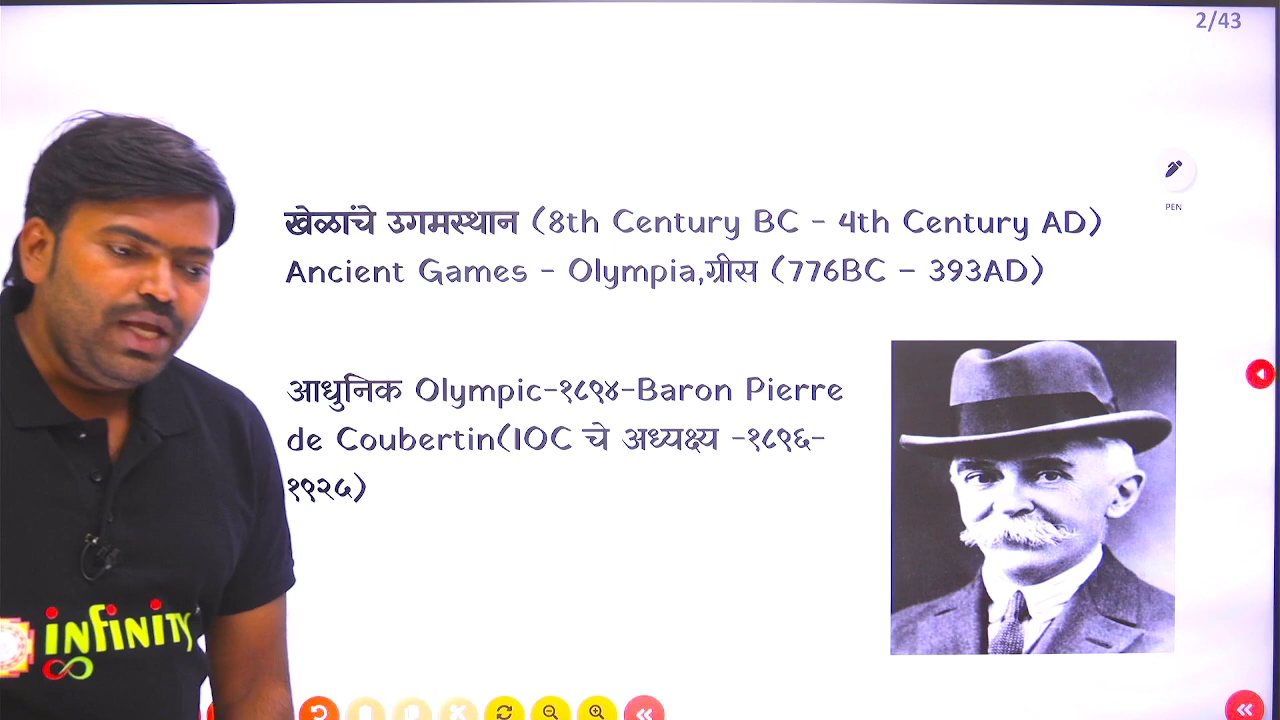 2/43
PEN
खेळांचे उगमस्थान (8th Century BC - 4th Century AD)
Ancient Games - Olympia,ग्रीस (776BC – 393AD)
आधुनिक Olympic-१८९४-Baron Pierre
de Coubertin(IOC चे अध्यक्ष्य -१८९६-
१९२५)
infinity